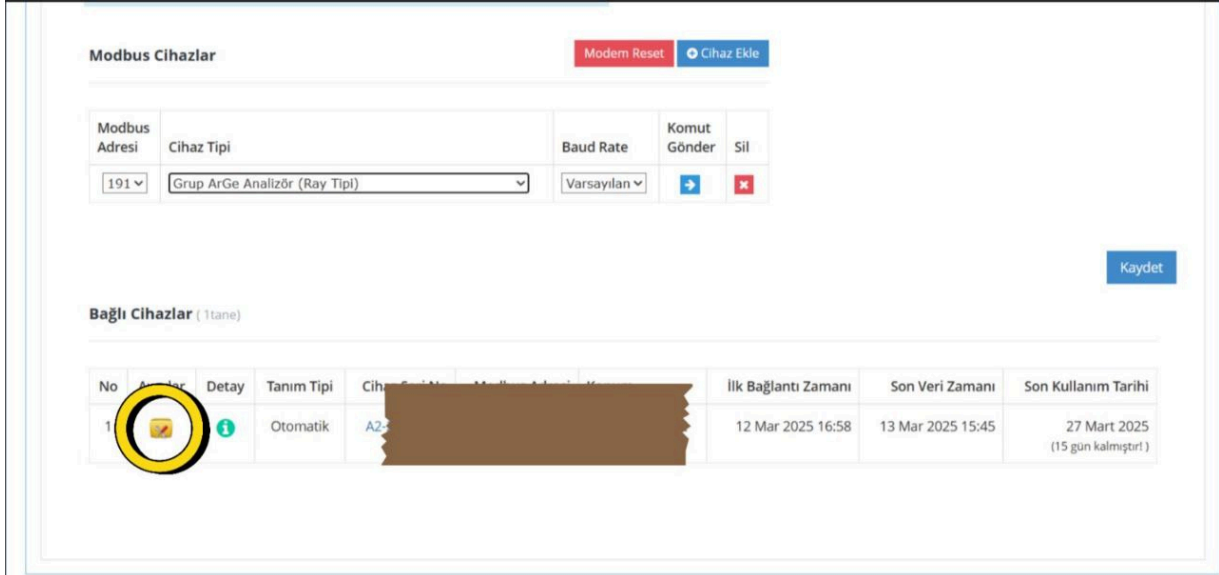 Modbus Cihazlar
Modem Reset
Cihaz Ekle
Modbus Adresi Cihaz Tipi Baud Rate Komut Gönder Sil
191 Grup ArGe Analizör (Ray Tipi) Varsayılan
Kaydet
Bağlı Cihazlar ( 1tane)
No Detay Tanım Tipi İlk Bağlantı Zamanı Son Veri Zamanı Son Kullanım Tarihi
1 Otomatik A2- 12 Mar 2025 16:58 13 Mar 2025 15:45 27 Mart 2025
(15 gün kalmıştır! )